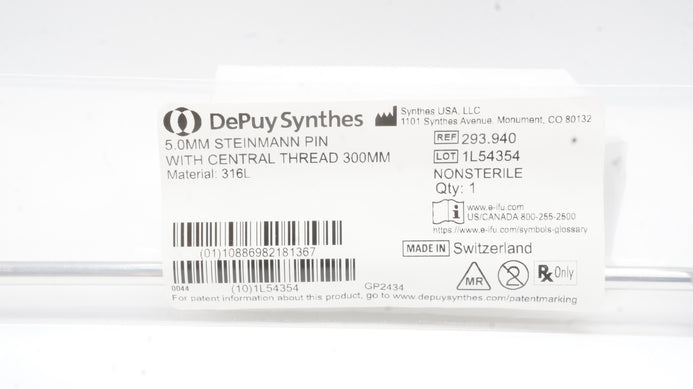 DePuy Synthes
Synthes USA, LLC
1101 Synthes Avenue, Monument, CO 80132
5.0MM STEINMANN PIN
WITH CENTRAL THREAD 300MM
Material: 316L
REF 293.940
LOT 1L54354
NONSTERILE
Qty: 1
www.e-ifu.com
US/CANADA 800-255-2500
https://www.e-ifu.com/symbols-glossary
MADE IN Switzerland
(01)10886982181367
MR
2
Rx Only
0044 (10)1L54354 GP2434
For patent information about this product, go to www.depuysynthes.com/patentmarking